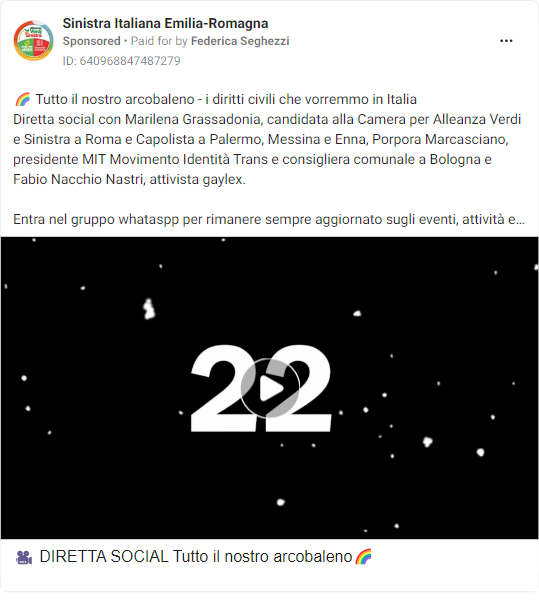 Sinistra Italiana Emilia-Romagna
Sponsored • Paid for by Federica Seghezzi
ID: 640968847487279
🌈 Tutto il nostro arcobaleno - i diritti civili che vorremmo in Italia
Diretta social con Marilena Grassadonia, candidata alla Camera per Alleanza Verdi
e Sinistra a Roma e Capolista a Palermo, Messina e Enna, Porpora Marcasciano,
presidente MIT Movimento Identità Trans e consigliera comunale a Bologna e
Fabio Nacchio Nastri, attivista gaylex.
Entra nel gruppo whataspp per rimanere sempre aggiornato sugli eventi, attività e...
22
🎥 DIRETTA SOCIAL Tutto il nostro arcobaleno🌈